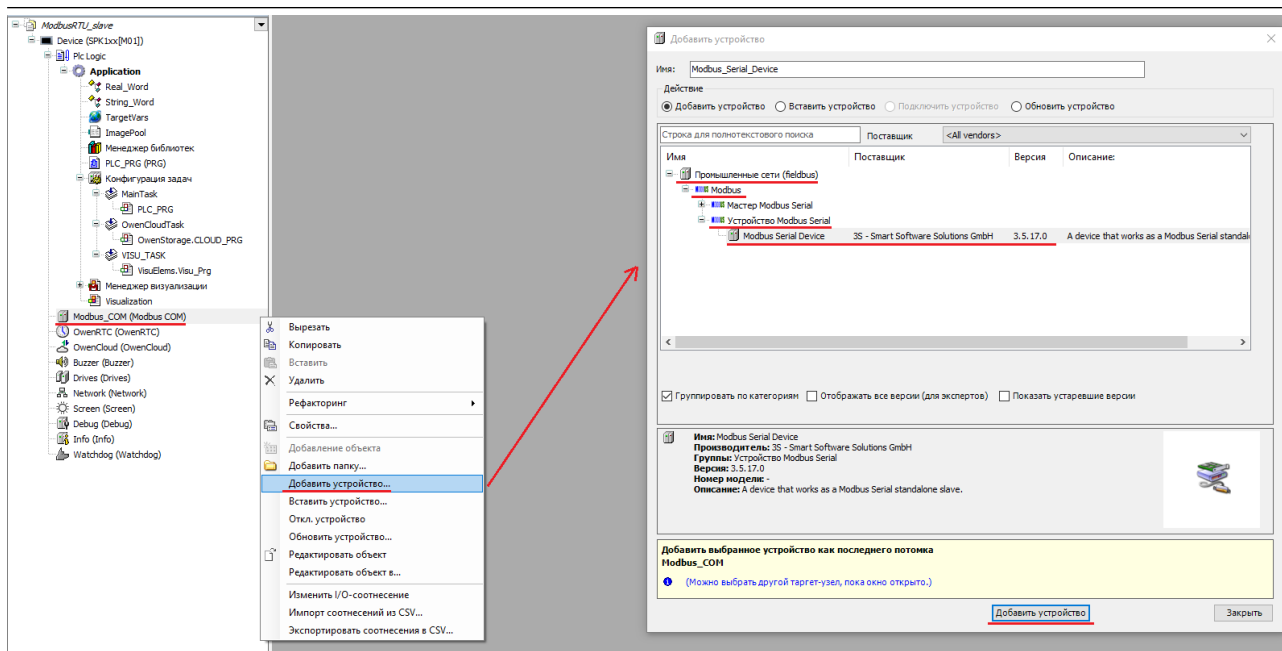 ModbusRTU_slave
Device (SPK1xx[M01])
Plc Logic
Application
Real_Word
String_Word
TargetVars
ImagePool
Менеджер библиотек
PLC_PRG (PRG)
Конфигурация задач
MainTask
PLC_PRG
OwenCloudTask
OwenStorage.CLOUD_PRG
VISU_TASK
VisuElems.Visu_Prg
Менеджер визуализации
Visualization
Modbus_COM (Modbus COM)
OwenRTC (OwenRTC)
OwenCloud (OwenCloud)
Buzzer (Buzzer)
Drives (Drives)
Network (Network)
Screen (Screen)
Debug (Debug)
Info (Info)
Watchdog (Watchdog)
Вырезать
Копировать
Вставить
Удалить
Рефакторинг
Свойства...
Добавление объекта
Добавить папку...
Добавить устройство...
Вставить устройство...
Откл. устройство
Обновить устройство...
Редактировать объект
Редактировать объект в...
Изменить I/O-соотнесение
Импорт соотнесений из CSV...
Экспортировать соотнесения в CSV...
Добавить устройство
Имя: Modbus_Serial_Device
Действие
Добавить устройство Вставить устройство Подключить устройство Обновить устройство
Строка для полнотекстового поиска Поставщик <All vendors>
Имя Поставщик Версия Описание:
Промышленные сети (fieldbus)
Modbus
Мастер Modbus Serial
Устройство Modbus Serial
Modbus Serial Device 3S - Smart Software Solutions GmbH 3.5.17.0 A device that works as a Modbus Serial standal
Группировать по категориям Отображать все версии (для экспертов) Показать устаревшие версии
Имя: Modbus Serial Device
Производитель: 3S - Smart Software Solutions GmbH
Группы: Устройство Modbus Serial
Версия: 3.5.17.0
Номер модели: -
Описание: A device that works as a Modbus Serial standalone slave.
Добавить выбранное устройство как последнего потомка
Modbus_COM
(Можно выбрать другой таргет-узел, пока окно открыто.)
Добавить устройство Закрыть